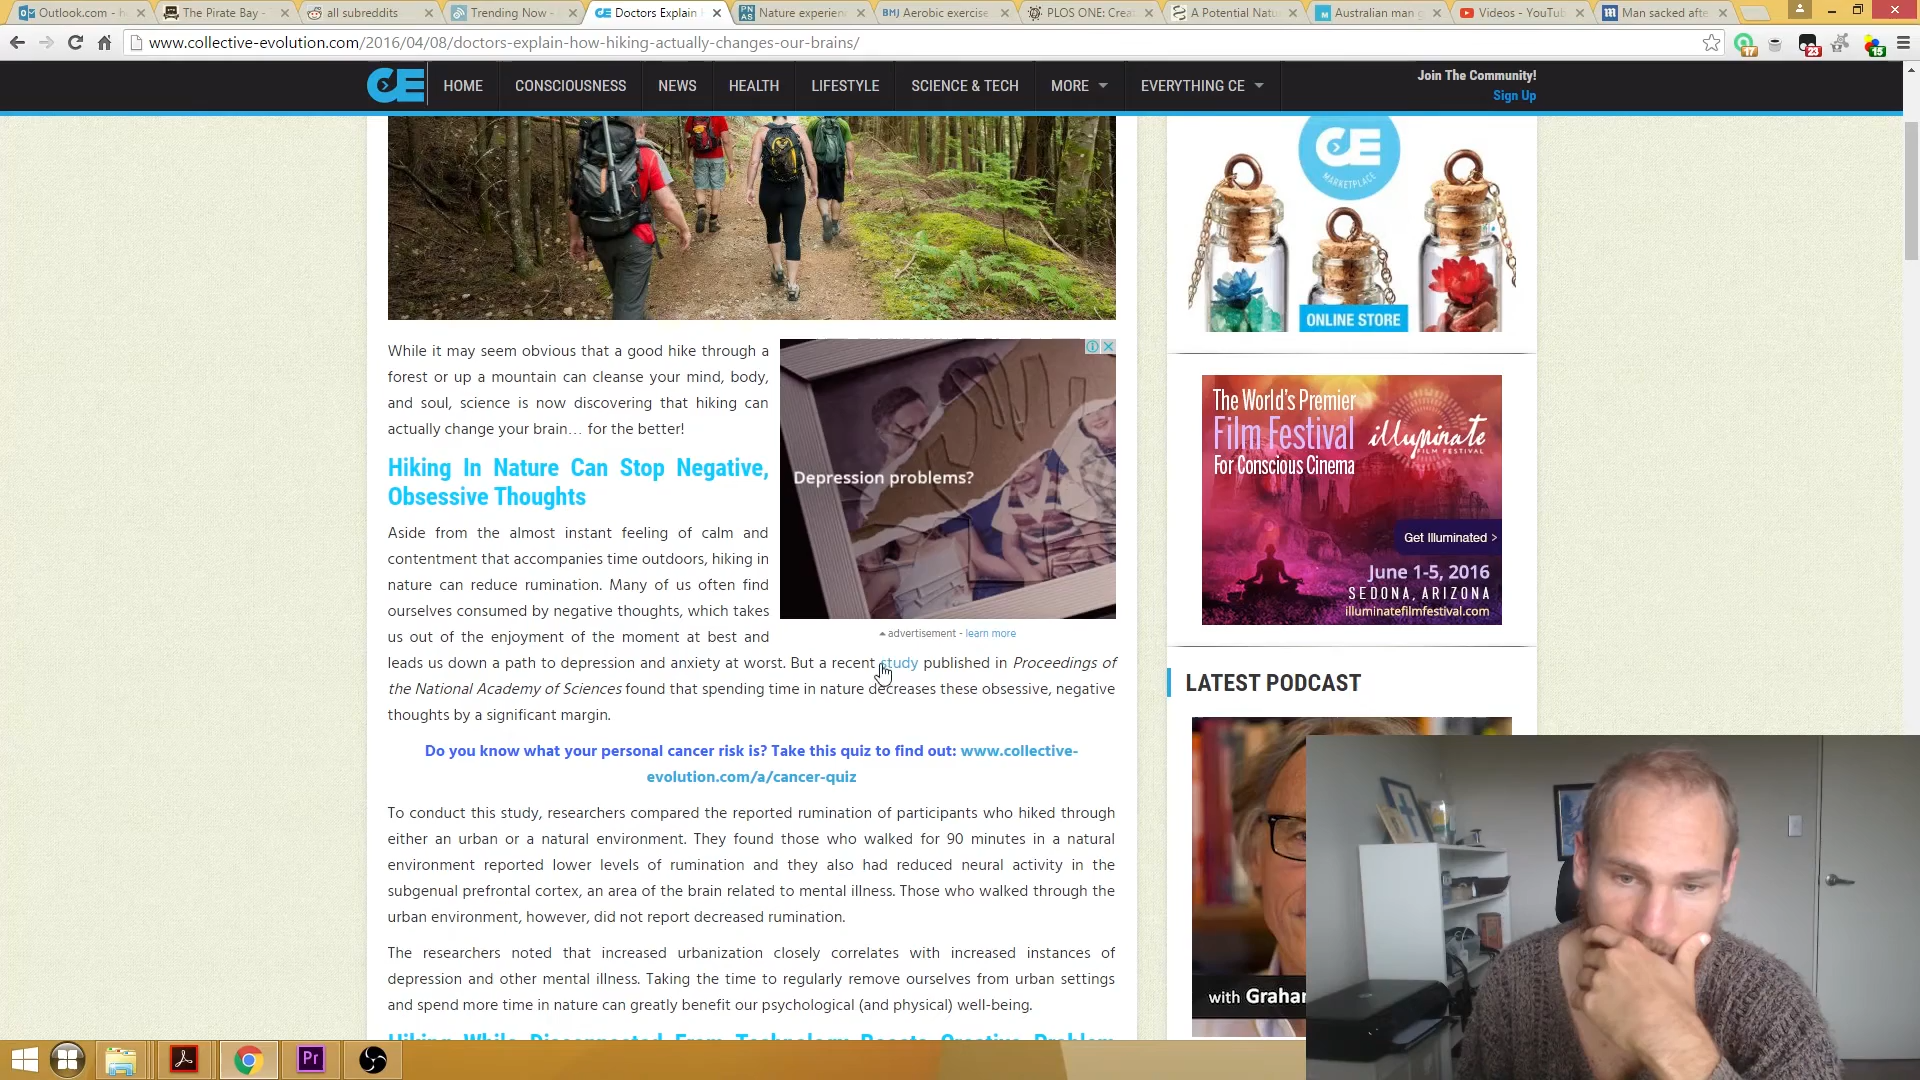 Outlook.com - h
The Pirate Bay -
all subreddits
Trending Now -
Doctors Explain
Nature experien
BMJ Aerobic exercise
PLOS ONE: Crea
A Potential Natu
Australian man
Videos - YouTu
Man sacked afte
www.collective-evolution.com/2016/04/08/doctors-explain-how-hiking-actually-changes-our-brains/
17
23
15
CE
HOME
CONSCIOUSNESS
NEWS
HEALTH
LIFESTYLE
SCIENCE & TECH
MORE
EVERYTHING CE
Join The Community!
Sign Up
CE
MARKETPLACE
ONLINE STORE
While it may seem obvious that a good hike through a
forest or up a mountain can cleanse your mind, body,
and soul, science is now discovering that hiking can
actually change your brain… for the better!
Hiking In Nature Can Stop Negative,
Obsessive Thoughts
Aside from the almost instant feeling of calm and
contentment that accompanies time outdoors, hiking in
nature can reduce rumination. Many of us often find
ourselves consumed by negative thoughts, which takes
us out of the enjoyment of the moment at best and
leads us down a path to depression and anxiety at worst. But a recent study published in Proceedings of
the National Academy of Sciences found that spending time in nature decreases these obsessive, negative
thoughts by a significant margin.
Depression problems?
advertisement - learn more
Do you know what your personal cancer risk is? Take this quiz to find out: www.collective-
evolution.com/a/cancer-quiz
To conduct this study, researchers compared the reported rumination of participants who hiked through
either an urban or a natural environment. They found those who walked for 90 minutes in a natural
environment reported lower levels of rumination and they also had reduced neural activity in the
subgenual prefrontal cortex, an area of the brain related to mental illness. Those who walked through the
urban environment, however, did not report decreased rumination.
The researchers noted that increased urbanization closely correlates with increased instances of
depression and other mental illness. Taking the time to regularly remove ourselves from urban settings
and spend more time in nature can greatly benefit our psychological (and physical) well-being.
Hiking While Disconnected From Technology Boosts Creative Problem
The World's Premier
Film Festival
For Conscious Cinema
illuminate
FILM FESTIVAL
Get Illuminated >
June 1-5, 2016
SEDONA, ARIZONA
illuminatefilmfestival.com
LATEST PODCAST
with Graha
Pr